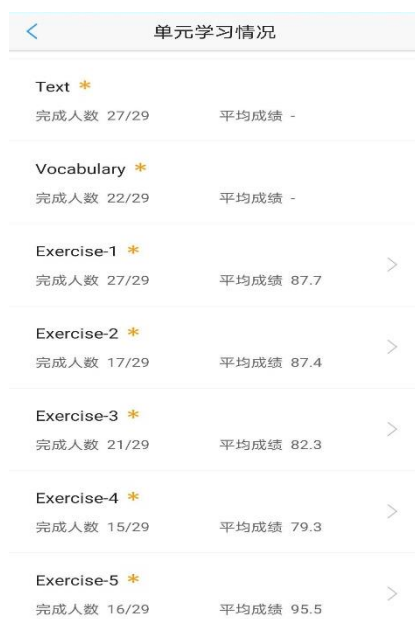 单元学习情况
Text *
完成人数 27/29 平均成绩 -
Vocabulary *
完成人数 22/29 平均成绩 -
Exercise-1 *
完成人数 27/29 平均成绩 87.7
Exercise-2 *
完成人数 17/29 平均成绩 87.4
Exercise-3 *
完成人数 21/29 平均成绩 82.3
Exercise-4 *
完成人数 15/29 平均成绩 79.3
Exercise-5 *
完成人数 16/29 平均成绩 95.5